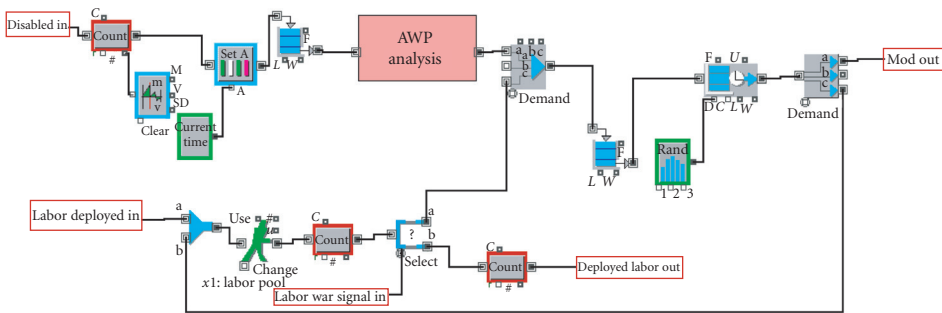 Disabled in
C
Count
#
M
m
V
v
SD
Clear
Set A
A
Current
time
F
L W
AWP
analysis
a b c
a
b
c
Demand
F
L W
F U
D C L W
Rand
1 2 3
a
b
c
Demand
Mod out
Labor deployed in
a
b
Use #
u
Change
x1: labor pool
C
Count
#
?
a
b
Select
Labor war signal in
C
Count
#
Deployed labor out